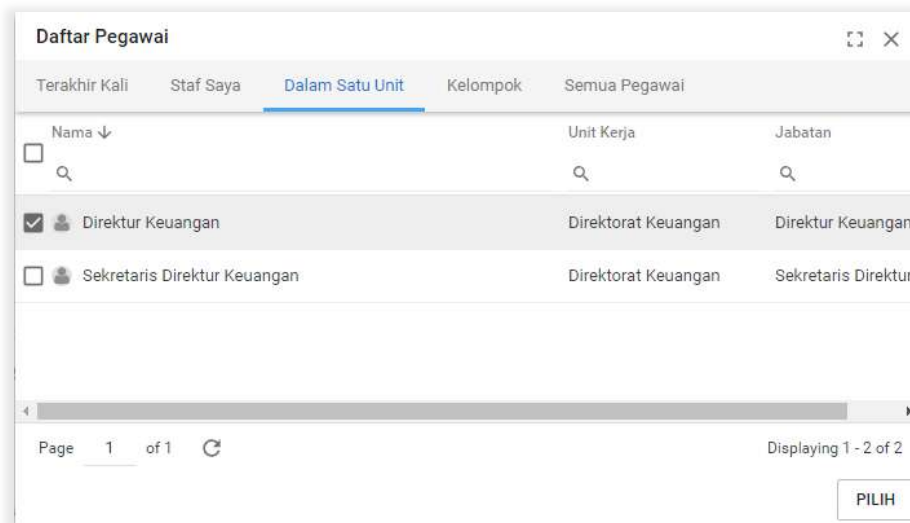 Daftar Pegawai
Terakhir Kali Staf Saya Dalam Satu Unit Kelompok Semua Pegawai
Nama Unit Kerja Jabatan
Direktur Keuangan Direktorat Keuangan Direktur Keuangan
Sekretaris Direktur Keuangan Direktorat Keuangan Sekretaris Direktur
Page 1 of 1 Displaying 1 - 2 of 2
PILIH